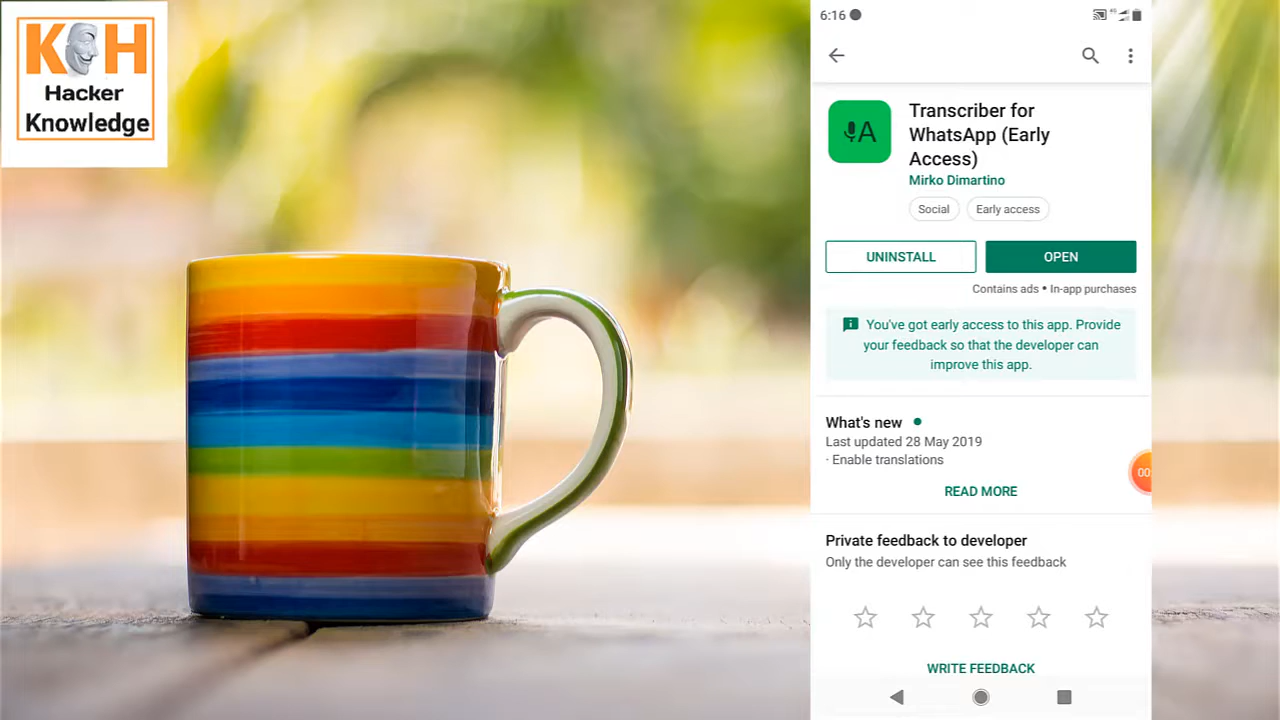 KH
Hacker
Knowledge
6:16
4G
Transcriber for
WhatsApp (Early
Access)
Mirko Dimartino
Social
Early access
A
UNINSTALL
OPEN
Contains ads • In-app purchases
You've got early access to this app. Provide
your feedback so that the developer can
improve this app.
What's new
Last updated 28 May 2019
· Enable translations
00:
READ MORE
Private feedback to developer
Only the developer can see this feedback
WRITE FEEDBACK